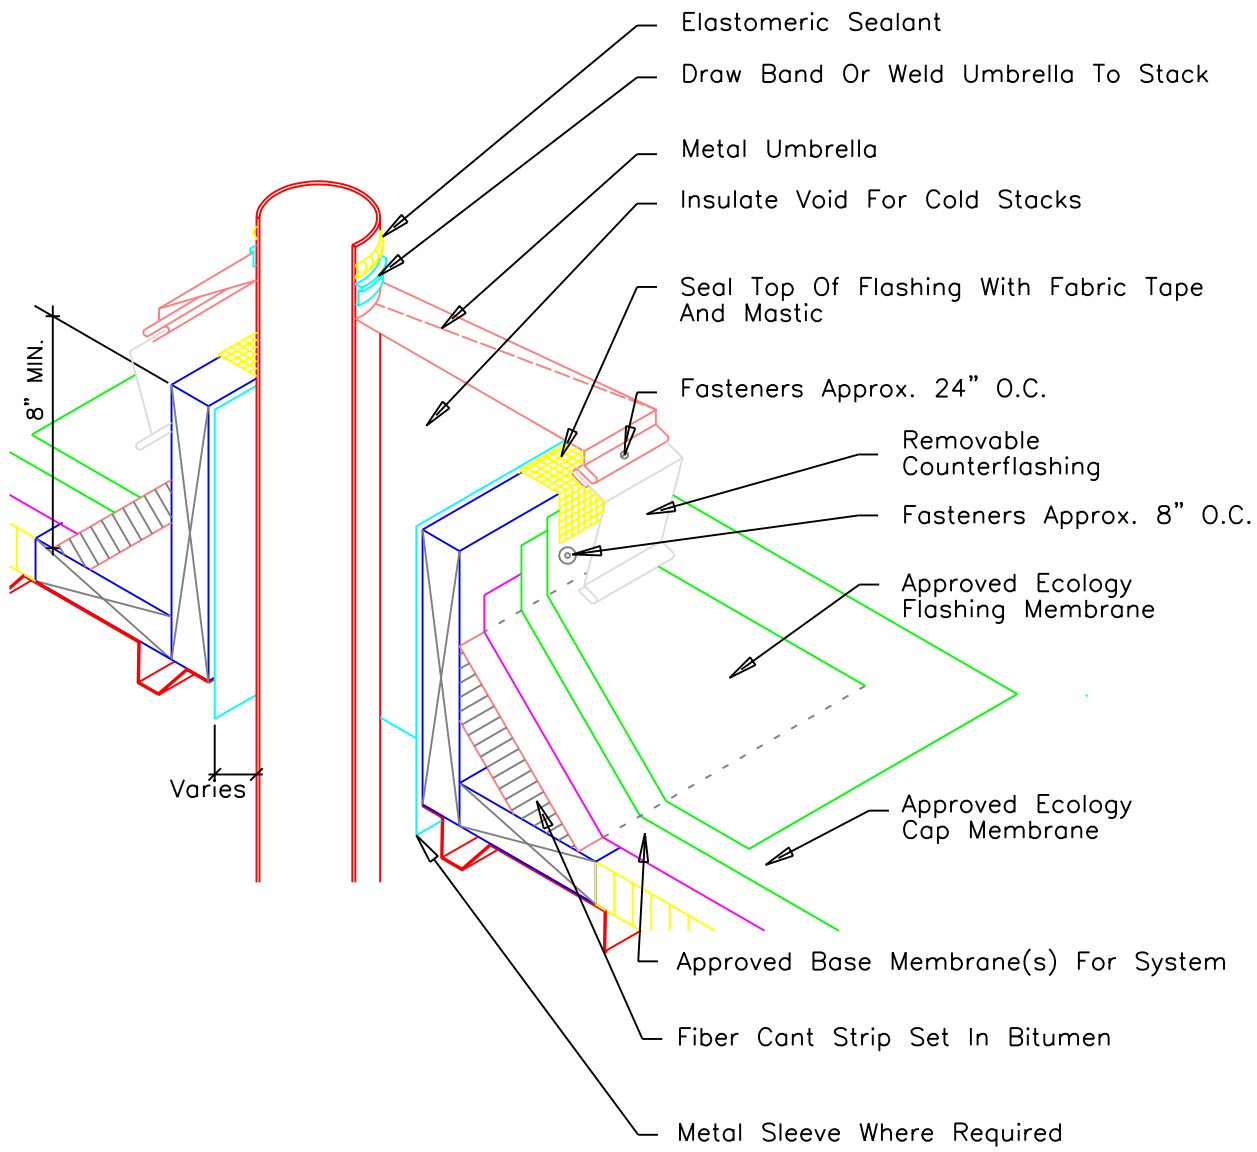 Elastomeric Sealant
Draw Band Or Weld Umbrella To Stack
Metal Umbrella
Insulate Void For Cold Stacks
Seal Top Of Flashing With Fabric Tape
And Mastic
Fasteners Approx. 24" O.C.
Removable
Counterflashing
Fasteners Approx. 8" O.C.
Approved Ecology
Flashing Membrane
Approved Ecology
Cap Membrane
Approved Base Membrane(s) For System
Fiber Cant Strip Set In Bitumen
Metal Sleeve Where Required
8" MIN.
Varies